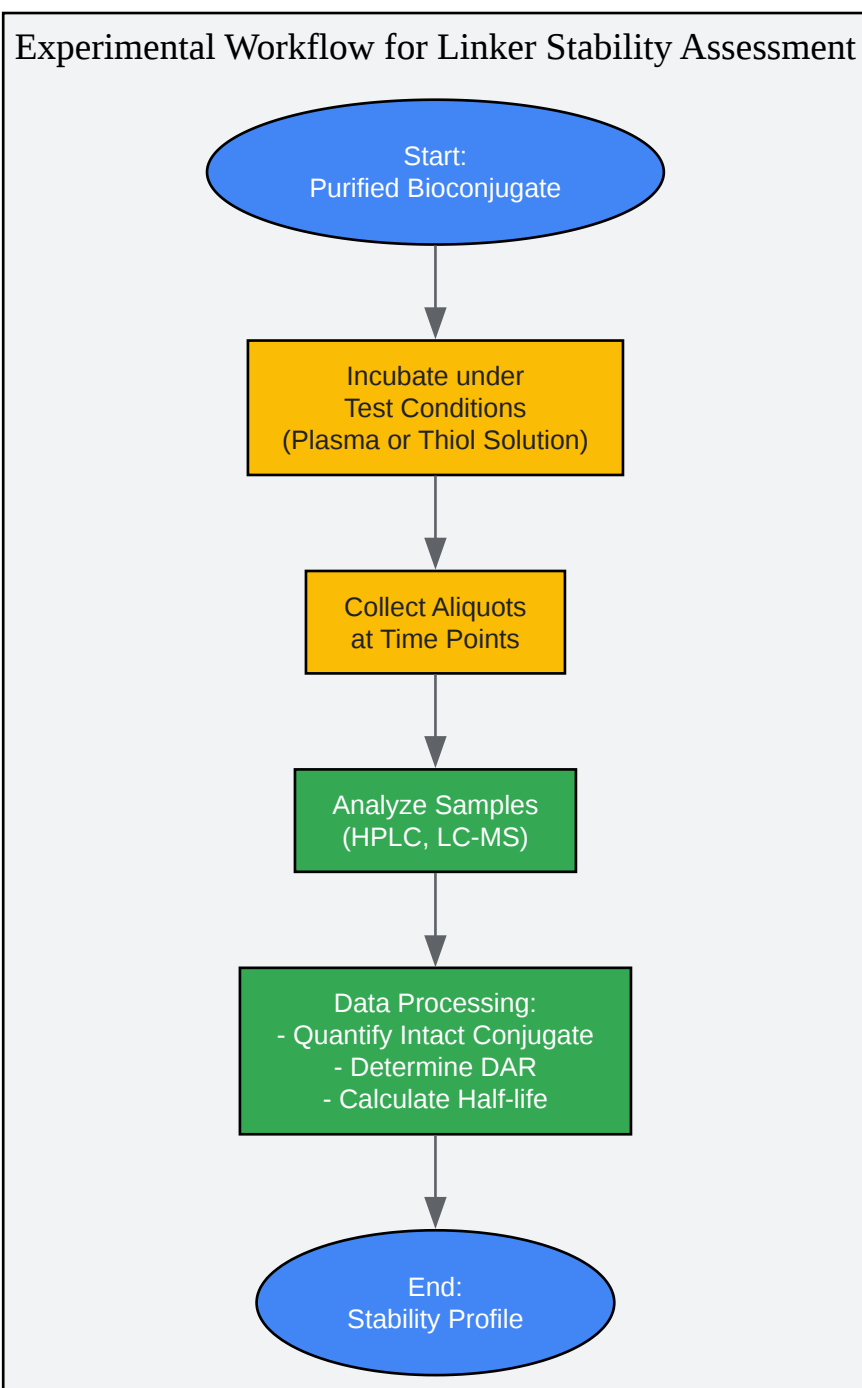 Experimental Workflow for Linker Stability Assessment
Start:
Purified Bioconjugate
Incubate under
Test Conditions
(Plasma or Thiol Solution)
Collect Aliquots
at Time Points
Analyze Samples
(HPLC, LC-MS)
Data Processing:
- Quantify Intact Conjugate
- Determine DAR
- Calculate Half-life
End:
Stability Profile